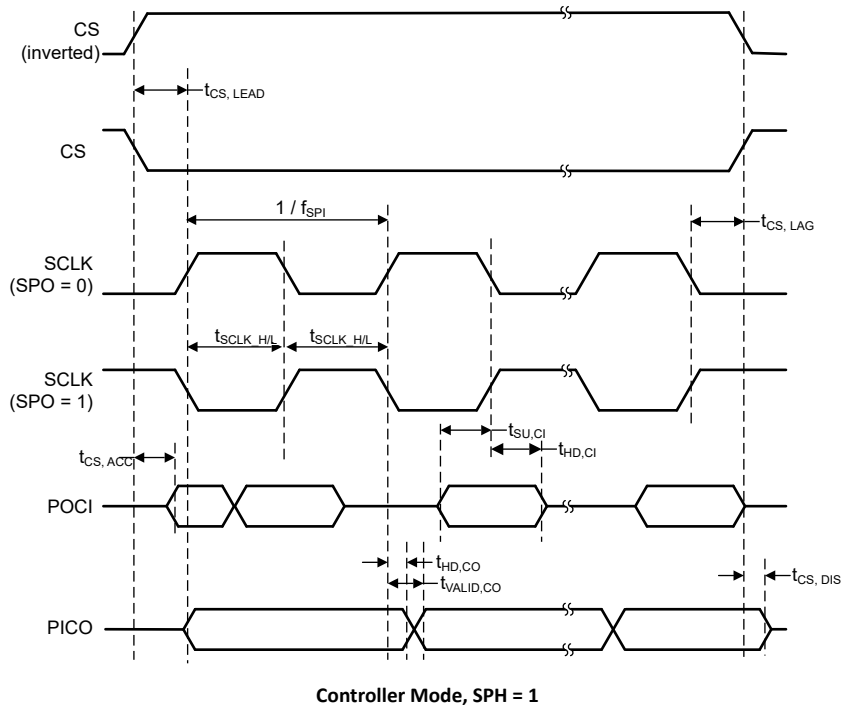 CS
(inverted)
tCS, LEAD
CS
1 / fSPI
tCS, LAG
SCLK
(SPO = 0)
tSCLK_H/L
tSCLK_H/L
SCLK
(SPO = 1)
tSU,CI
tHD,CI
tCS, ACC
POCI
tHD,CO
tVALID,CO
tCS, DIS
PICO
Controller Mode, SPH = 1